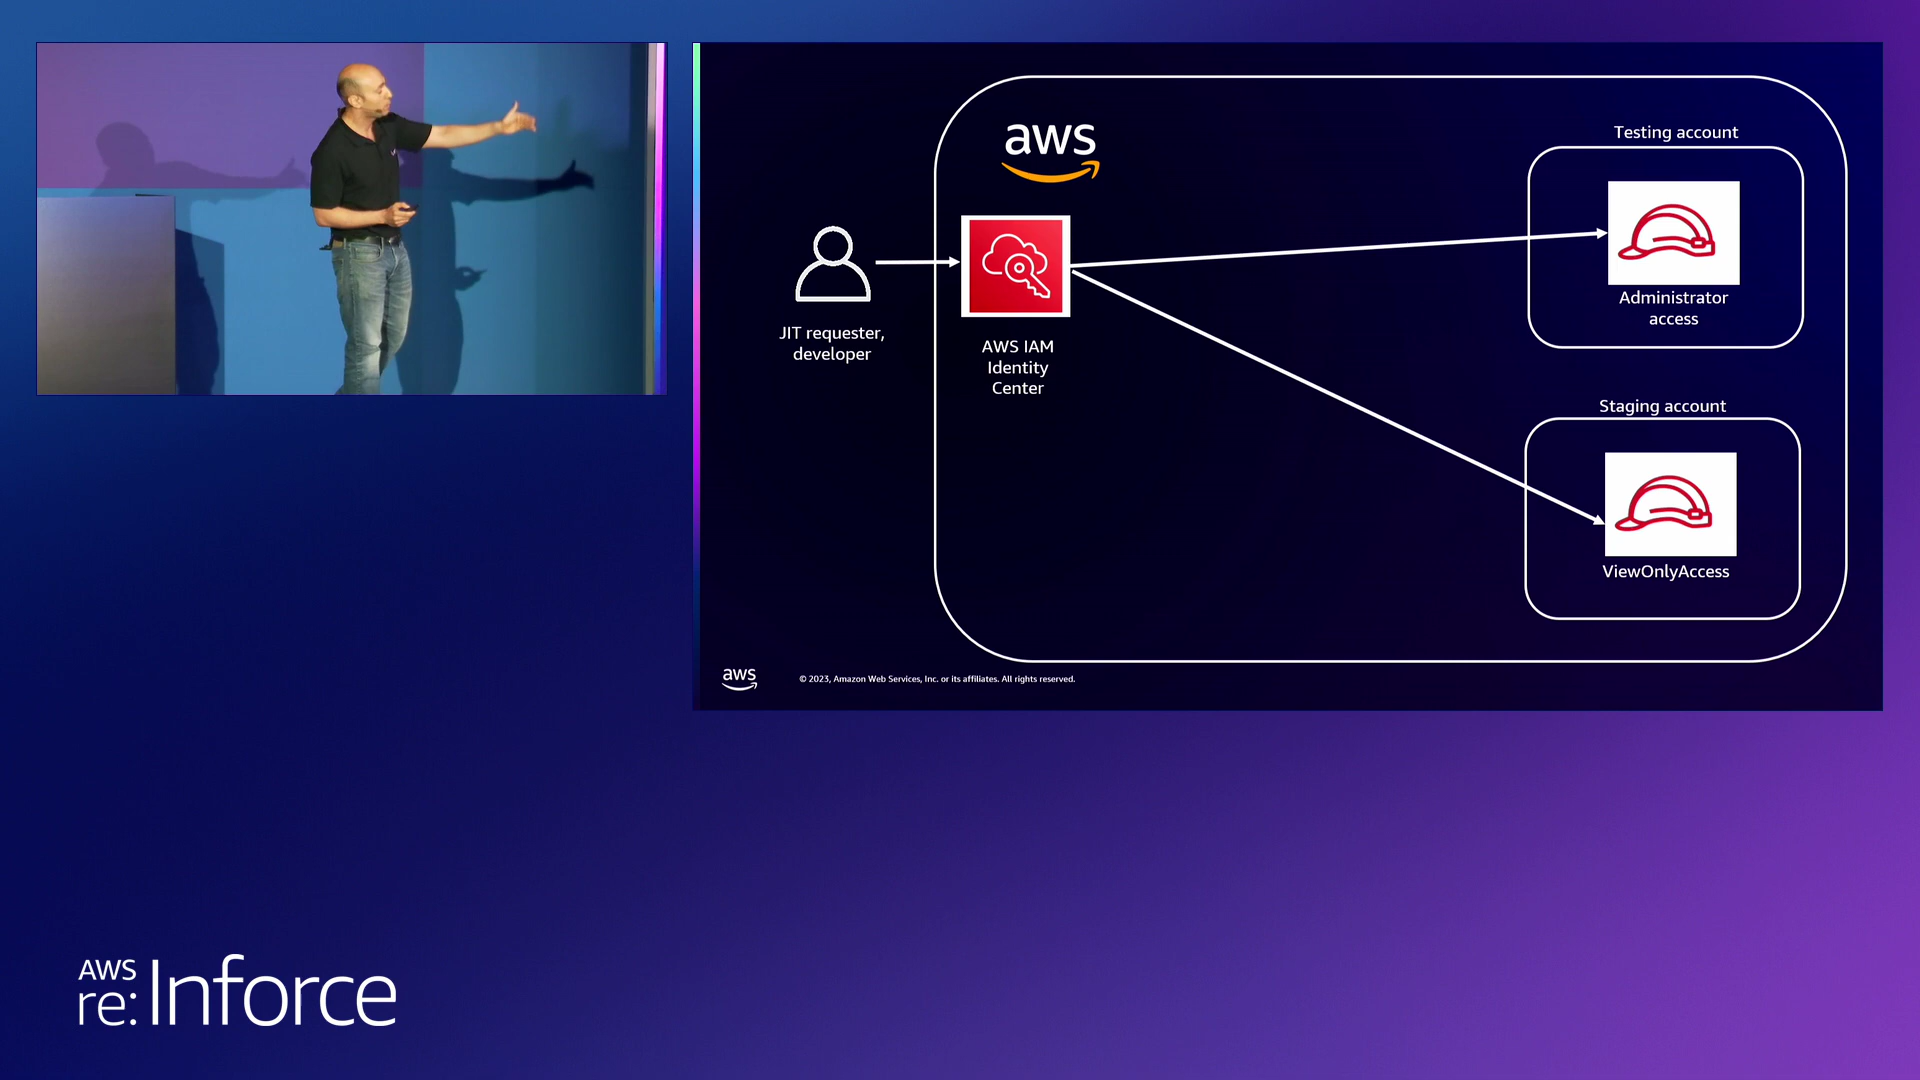 aws
Testing account
Administrator
access
JIT requester,
developer
AWS IAM
Identity
Center
Staging account
ViewOnlyAccess
aws
© 2023, Amazon Web Services, Inc. or its affiliates. All rights reserved.
AWS
re:Inforce